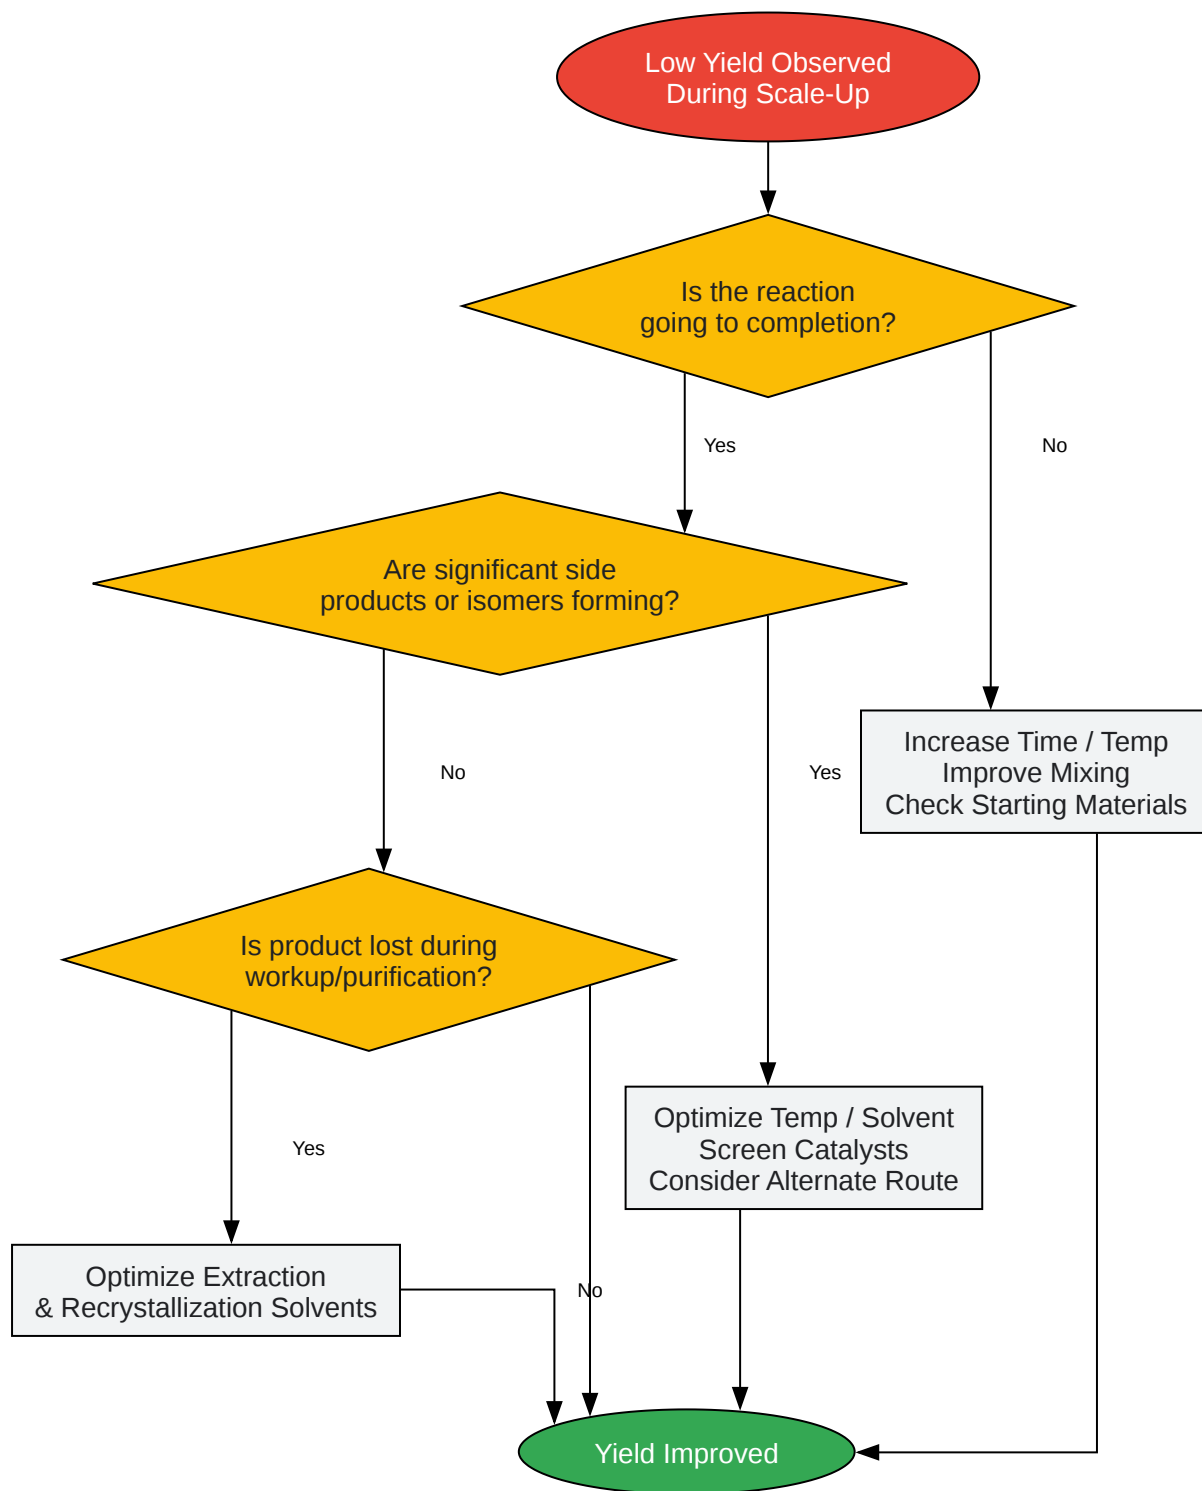 Low Yield Observed
During Scale-Up
Is the reaction
going to completion?
Yes
No
Are significant side
products or isomers forming?
No
Yes
Increase Time / Temp
Improve Mixing
Check Starting Materials
Is product lost during
workup/purification?
Yes
Optimize Temp / Solvent
Screen Catalysts
Consider Alternate Route
Optimize Extraction
& Recrystallization Solvents
No
Yield Improved